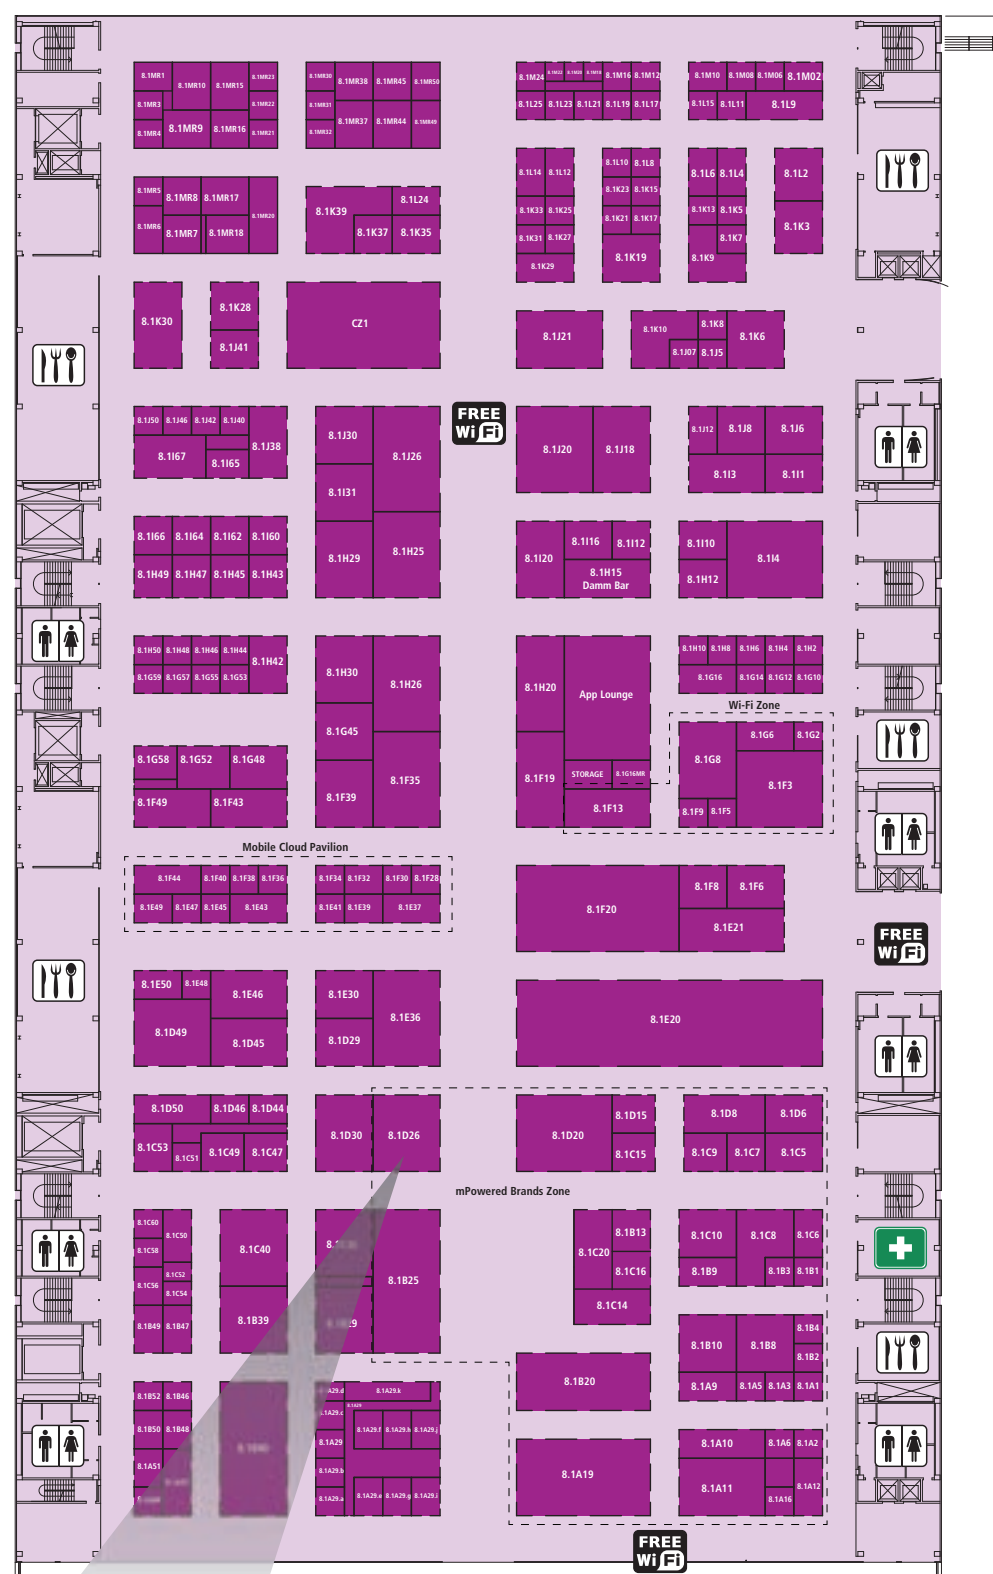 8.1MR1 8.1MR10 8.1MR15 8.1MR23
8.1MR3 8.1MR22
8.1MR4 8.1MR9 8.1MR16 8.1MR21
8.1MR30 8.1MR38 8.1MR45 8.1MR50
8.1MR31
8.1MR32 8.1MR37 8.1MR44 8.1MR49
8.1M24 8.1M22 8.1M20 8.1M18 8.1M16 8.1M12
8.1L25 8.1L23 8.1L21 8.1L19 8.1L17
8.1M10 8.1M08 8.1M06 8.1M02
8.1L15 8.1L11 8.1L9
8.1MR5 8.1MR8 8.1MR17
8.1MR20
8.1MR6 8.1MR7 8.1MR18
8.1K39 8.1L24
8.1K37 8.1K35
8.1L14 8.1L12
8.1K33 8.1K25
8.1K31 8.1K27
8.1K29
8.1L10 8.1L8
8.1K23 8.1K15
8.1K21 8.1K17
8.1K19
8.1L6 8.1L4
8.1K13 8.1K5
8.1K7
8.1K9
8.1L2
8.1K3
8.1K30
8.1K28
8.1J41
CZ1
8.1J21
8.1K10 8.1K8 8.1K6
8.1J07 8.1J5
8.1J50 8.1J46 8.1J42 8.1J40
8.1J38
8.1I67 8.1I65
8.1J30 8.1J26
8.1I31
8.1H29 8.1H25
FREE
Wi Fi
8.1J20 8.1J18
8.1J12 8.1J8 8.1J6
8.1I3 8.1I1
8.1I66 8.1I64 8.1I62 8.1I60
8.1H49 8.1H47 8.1H45 8.1H43
8.1I20 8.1I16 8.1I12
8.1H15
Damm Bar
8.1I10 8.1I4
8.1H12
8.1H50 8.1H48 8.1H46 8.1H44
8.1H42
8.1G59 8.1G57 8.1G55 8.1G53
8.1H30 8.1H26
8.1G45
8.1F39 8.1F35
8.1H20 App Lounge
STORAGE 8.1G16MR
8.1F19 8.1F13
8.1H10 8.1H8 8.1H6 8.1H4 8.1H2
8.1G16 8.1G14 8.1G12 8.1G10
Wi-Fi Zone
8.1G8 8.1G6 8.1G2
8.1F3
8.1F9 8.1F5
8.1G58 8.1G52 8.1G48
8.1F49 8.1F43
Mobile Cloud Pavilion
8.1F44 8.1F40 8.1F38 8.1F36
8.1E49 8.1E47 8.1E45 8.1E43
8.1F34 8.1F32 8.1F30 8.1F28
8.1E41 8.1E39 8.1E37
8.1F20 8.1F8 8.1F6
8.1E21
FREE
Wi Fi
8.1E50 8.1E48 8.1E46
8.1D49 8.1D45
8.1E30 8.1E36
8.1D29
8.1E20
8.1D50 8.1D46 8.1D44
8.1C53 8.1C51 8.1C49 8.1C47
8.1D30 8.1D26
8.1D20 8.1D15
8.1C15
8.1D8 8.1D6
8.1C9 8.1C7 8.1C5
mPowered Brands Zone
8.1C60 8.1C50
8.1C58
8.1C52
8.1C56 8.1C54
8.1B49 8.1B47
8.1C40
8.1B39
8.1B25
8.1C20 8.1B13
8.1C16
8.1C14
8.1C10 8.1C8 8.1C6
8.1B9 8.1B3 8.1B1
8.1B10 8.1B8 8.1B4
8.1B2
8.1A9 8.1A5 8.1A3 8.1A1
8.1B20
8.1B52 8.1B46
8.1B50 8.1B48
8.1A51
8.1A29.d 8.1A29.k
8.1A29
8.1A29.c
8.1A29.f 8.1A29.h 8.1A29.j
8.1A29
8.1A29.b
8.1A29.a 8.1A29.e 8.1A29.g 8.1A29.i
8.1A19
8.1A10 8.1A6 8.1A2
8.1A11 8.1A12
8.1A16
FREE
Wi Fi